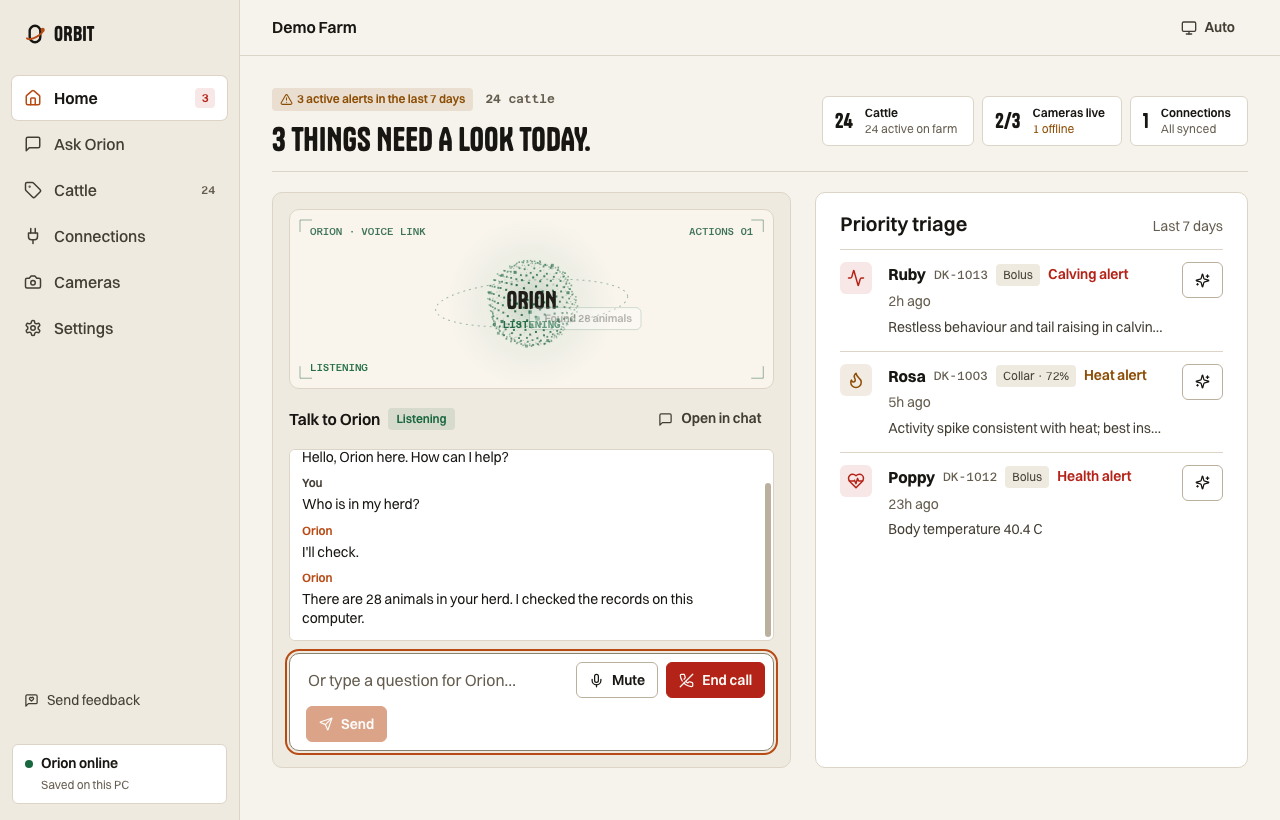 ORBIT
Demo Farm
Auto
Home 3
Ask Orion
Cattle 24
Connections
Cameras
Settings
Send feedback
Orion online
Saved on this PC
3 active alerts in the last 7 days 24 cattle
3 THINGS NEED A LOOK TODAY.
24 Cattle
24 active on farm
2/3 Cameras live
1 offline
1 Connections
All synced
ORION · VOICE LINK ACTIONS 01
ORION
Found 28 animals
LISTENING
LISTENING
Talk to Orion Listening Open in chat
Hello, Orion here. How can I help?
You
Who is in my herd?
Orion
I'll check.
Orion
There are 28 animals in your herd. I checked the records on this
computer.
Or type a question for Orion... Mute End call
Send
Priority triage Last 7 days
Ruby DK-1013 Bolus Calving alert
2h ago
Restless behaviour and tail raising in calvin...
Rosa DK-1003 Collar · 72% Heat alert
5h ago
Activity spike consistent with heat; best ins...
Poppy DK-1012 Bolus Health alert
23h ago
Body temperature 40.4 C